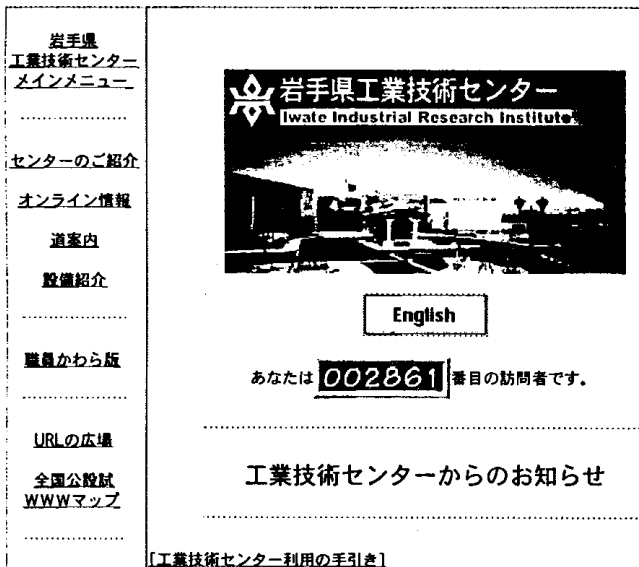 岩手県
工業技術センター
メインメニュー
センターのご紹介
オンライン情報
道案内
設備紹介
職員かわら版
URLの広場
全国公設試
WWWマップ
岩手県工業技術センター
Iwate Industrial Research Institute
English
あなたは 002861 番目の訪問者です。
工業技術センターからのお知らせ
[工業技術センター利用の手引き]